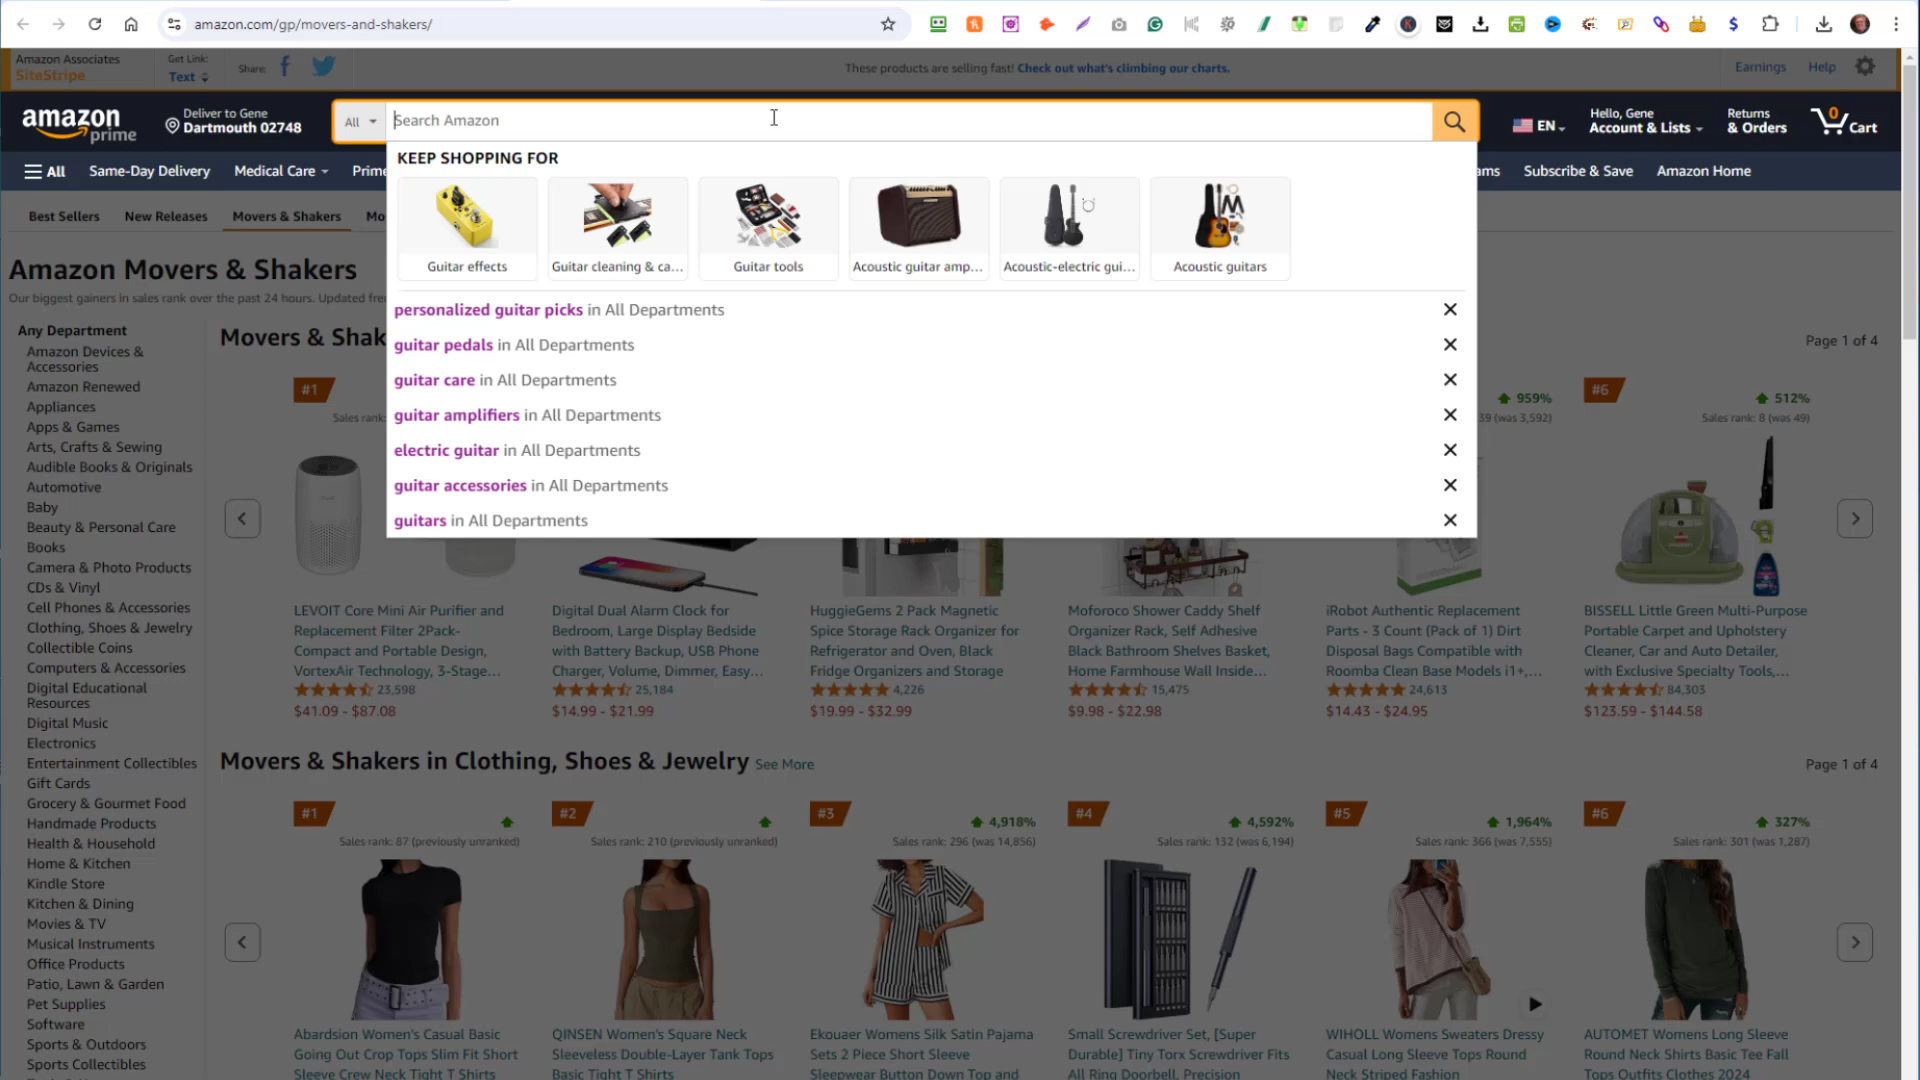 amazon.com/gp/movers-and-shakers/
Amazon Associates
SiteStripe
Get Link:
Text
Share:
These products are selling fast! Check out what's climbing our charts.
Earnings
Help
amazon
prime
Deliver to Gene
Dartmouth 02748
All
Search Amazon
EN
Hello, Gene
Account & Lists
Returns
& Orders
0
Cart
All
Same-Day Delivery
Medical Care
Prime
ams
Subscribe & Save
Amazon Home
KEEP SHOPPING FOR
Guitar effects
Guitar cleaning & ca...
Guitar tools
Acoustic guitar amp...
Acoustic-electric gui...
Acoustic guitars
personalized guitar picks in All Departments
guitar pedals in All Departments
guitar care in All Departments
guitar amplifiers in All Departments
electric guitar in All Departments
guitar accessories in All Departments
guitars in All Departments
Best Sellers
New Releases
Movers & Shakers
Mo
Amazon Movers & Shakers
Our biggest gainers in sales rank over the past 24 hours. Updated fre
Any Department
Amazon Devices &
Accessories
Amazon Renewed
Appliances
Apps & Games
Arts, Crafts & Sewing
Audible Books & Originals
Automotive
Baby
Beauty & Personal Care
Books
Camera & Photo Products
CDs & Vinyl
Cell Phones & Accessories
Clothing, Shoes & Jewelry
Collectible Coins
Computers & Accessories
Digital Educational
Resources
Digital Music
Electronics
Entertainment Collectibles
Gift Cards
Grocery & Gourmet Food
Handmade Products
Health & Household
Home & Kitchen
Kindle Store
Kitchen & Dining
Movies & TV
Musical Instruments
Office Products
Patio, Lawn & Garden
Pet Supplies
Software
Sports & Outdoors
Sports Collectibles
Movers & Shak
Page 1 of 4
#1
Sales rank:
959%
39 (was 3,592)
#6
512%
Sales rank: 8 (was 49)
LEVOIT Core Mini Air Purifier and
Replacement Filter 2Pack-
Compact and Portable Design,
VortexAir Technology, 3-Stage...
23,598
$41.09 - $87.08
Digital Dual Alarm Clock for
Bedroom, Large Display Bedside
with Battery Backup, USB Phone
Charger, Volume, Dimmer, Easy...
25,184
$14.99 - $21.99
HuggieGems 2 Pack Magnetic
Spice Storage Rack Organizer for
Refrigerator and Oven, Black
Fridge Organizers and Storage
4,226
$19.99 - $32.99
Moforoco Shower Caddy Shelf
Organizer Rack, Self Adhesive
Black Bathroom Shelves Basket,
Home Farmhouse Wall Inside...
15,475
$9.98 - $22.98
iRobot Authentic Replacement
Parts - 3 Count (Pack of 1) Dirt
Disposal Bags Compatible with
Roomba Clean Base Models i1+,...
24,613
$14.43 - $24.95
BISSELL Little Green Multi-Purpose
Portable Carpet and Upholstery
Cleaner, Car and Auto Detailer,
with Exclusive Specialty Tools,...
84,303
$123.59 - $144.58
Movers & Shakers in Clothing, Shoes & Jewelry See More
Page 1 of 4
#1
Sales rank: 87 (previously unranked)
#2
Sales rank: 210 (previously unranked)
#3
4,918%
Sales rank: 296 (was 14,856)
#4
4,592%
Sales rank: 132 (was 6,194)
#5
1,964%
Sales rank: 366 (was 7,555)
#6
327%
Sales rank: 301 (was 1,287)
Abardsion Women's Casual Basic
Going Out Crop Tops Slim Fit Short
Sleeve Crew Neck Tight T Shirts
QINSEN Women's Square Neck
Sleeveless Double-Layer Tank Tops
Basic Tight T Shirts
Ekouaer Womens Silk Satin Pajama
Sets 2 Piece Short Sleeve
Sleepwear Button Down Top and
Small Screwdriver Set, [Super
Durable] Tiny Torx Screwdriver Fits
All Ring Doorbell, Precision
WIHOLL Womens Sweaters Dressy
Casual Long Sleeve Tops Round
Neck Striped Fashion
AUTOMET Womens Long Sleeve
Round Neck Shirts Basic Tee Fall
Tops Outfits Clothes 2024